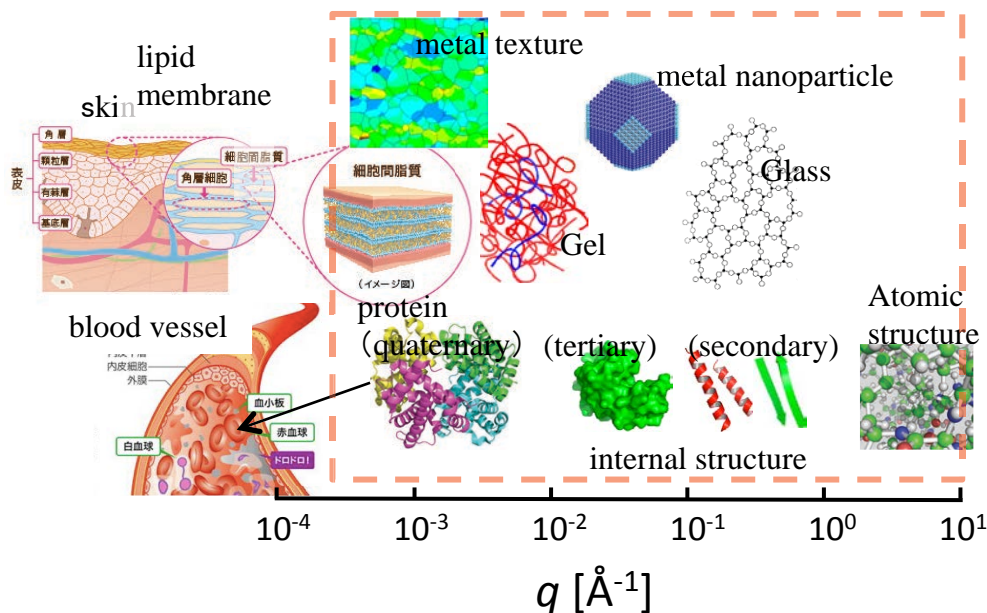 lipid
membrane
skin
metal texture
metal nanoparticle
表皮
角層
顆粒層
有棘層
基底層
細胞間脂質
角層細胞
細胞間脂質
(イメージ図)
Gel
Glass
blood vessel
内皮細胞
外膜
血小板
赤血球
白血球
ドロドロ!
protein
(quaternary)
(tertiary)
(secondary)
Atomic
structure
internal structure
10⁻⁴
10⁻³
10⁻²
10⁻¹
10⁰
10¹
q [Å⁻¹]